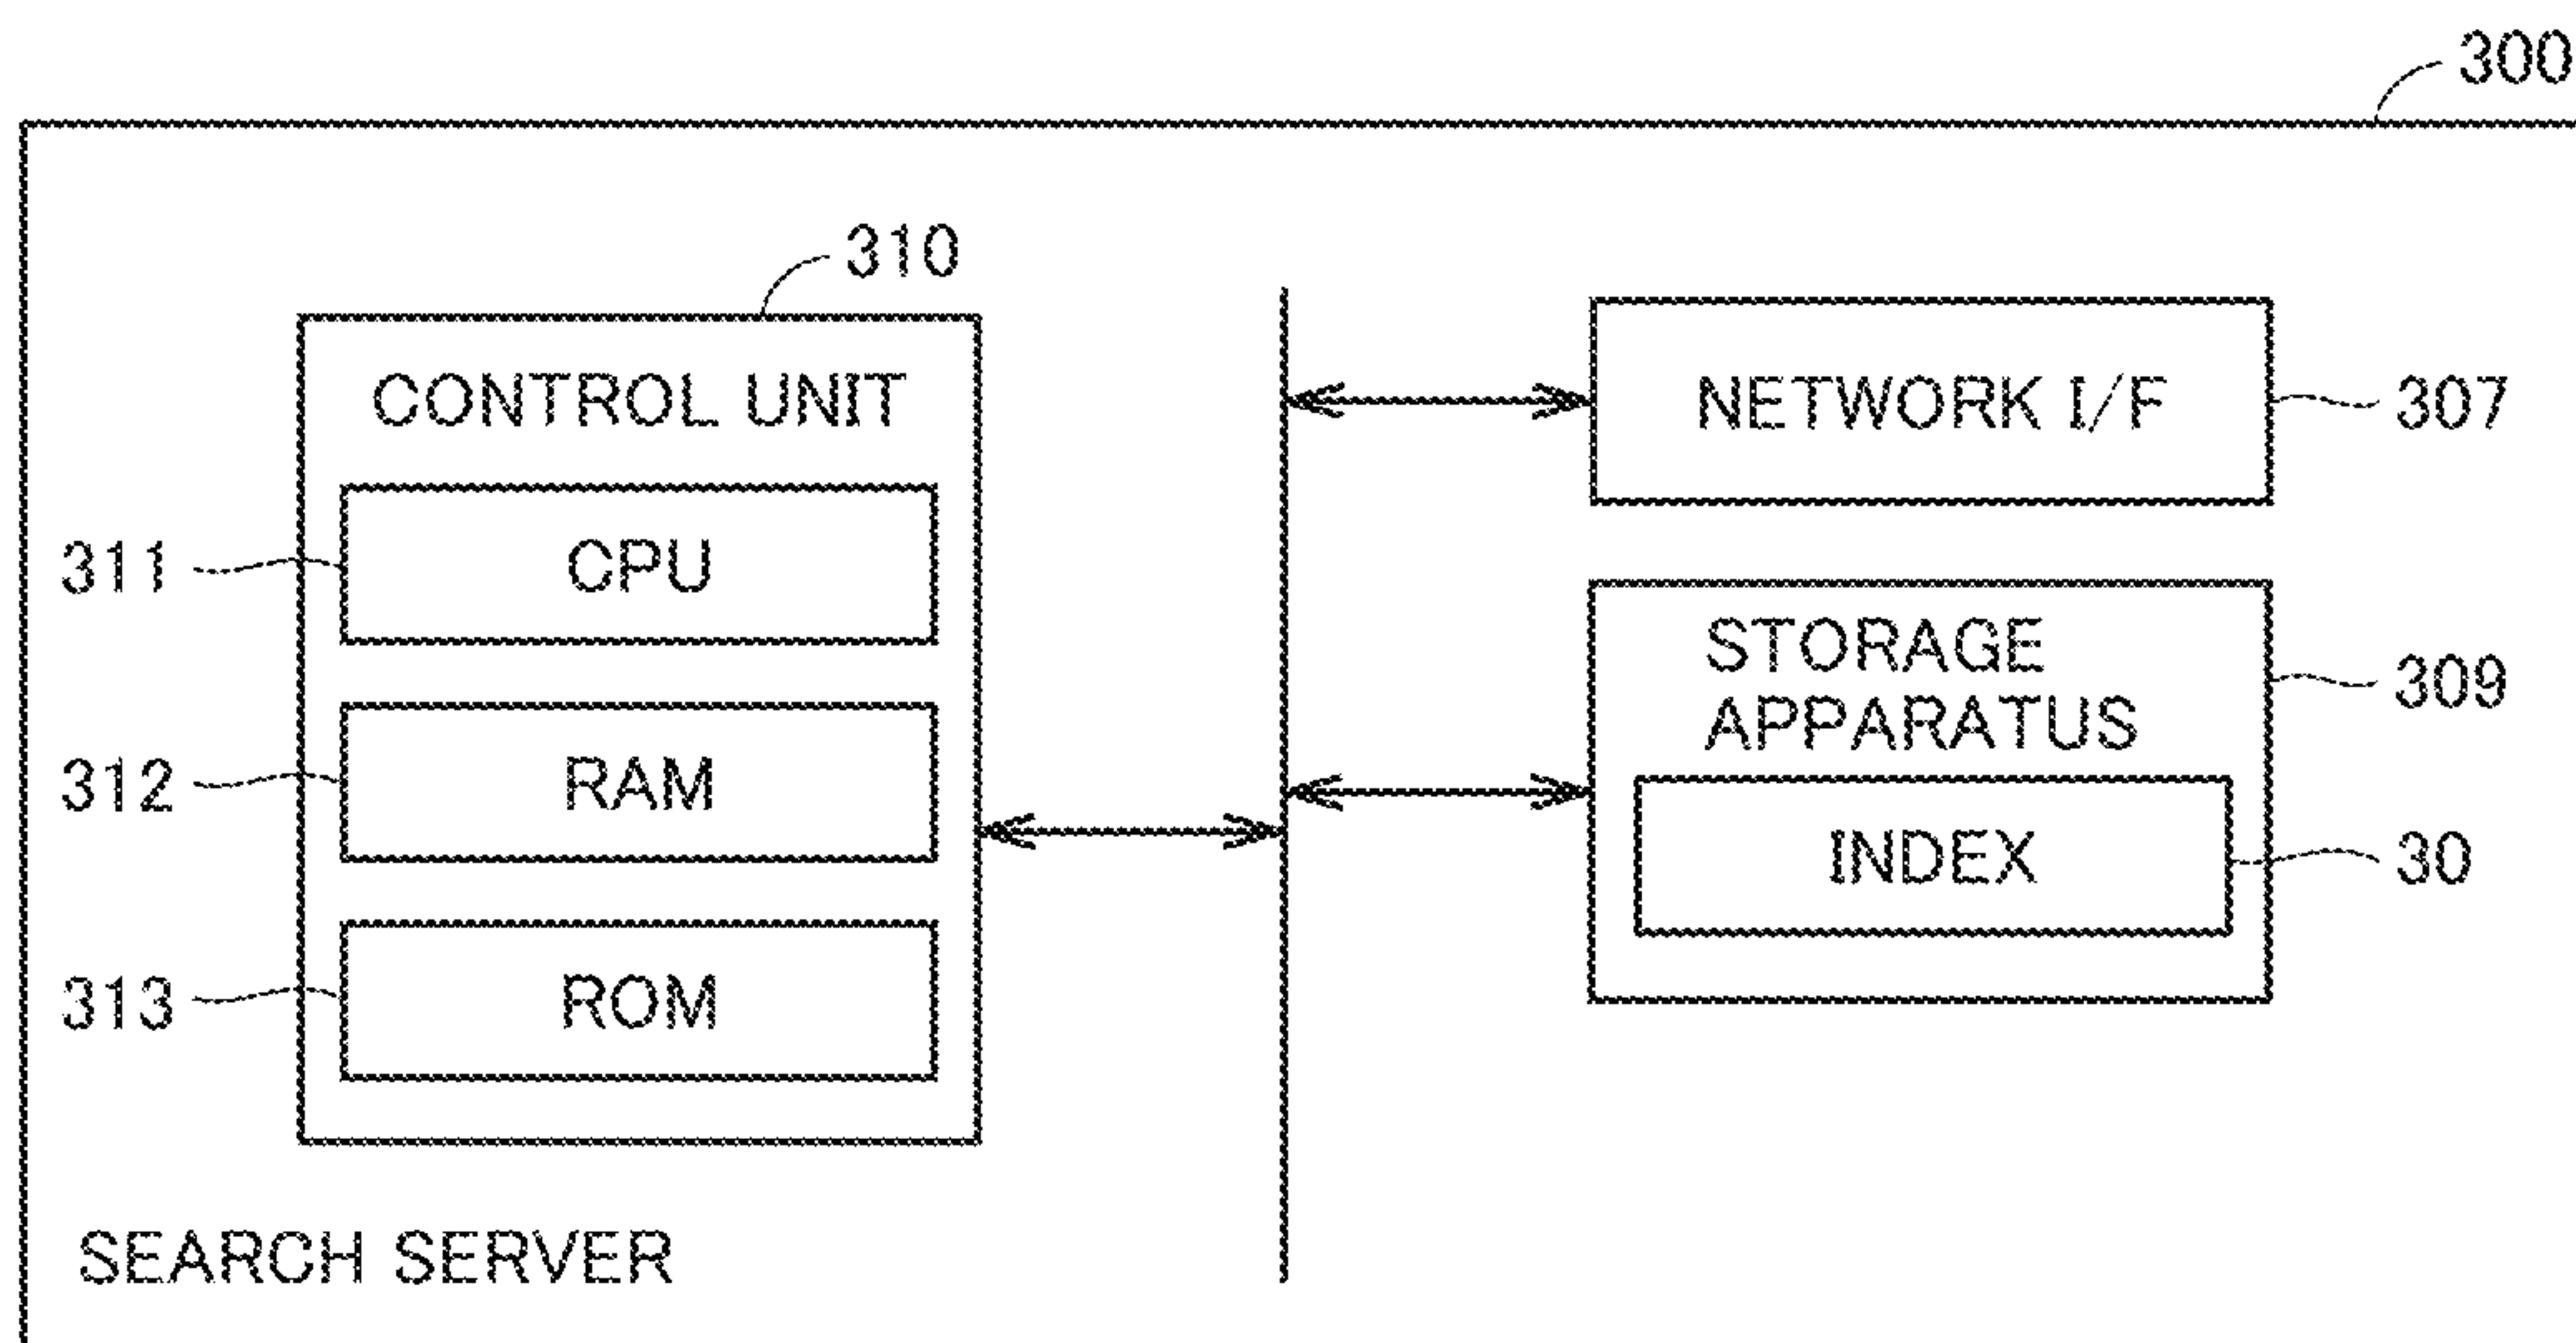 300
310
CONTROL UNIT
NETWORK I/F
307
311
CPU
STORAGE
APPARATUS
309
312
RAM
INDEX
30
313
ROM
SEARCH SERVER